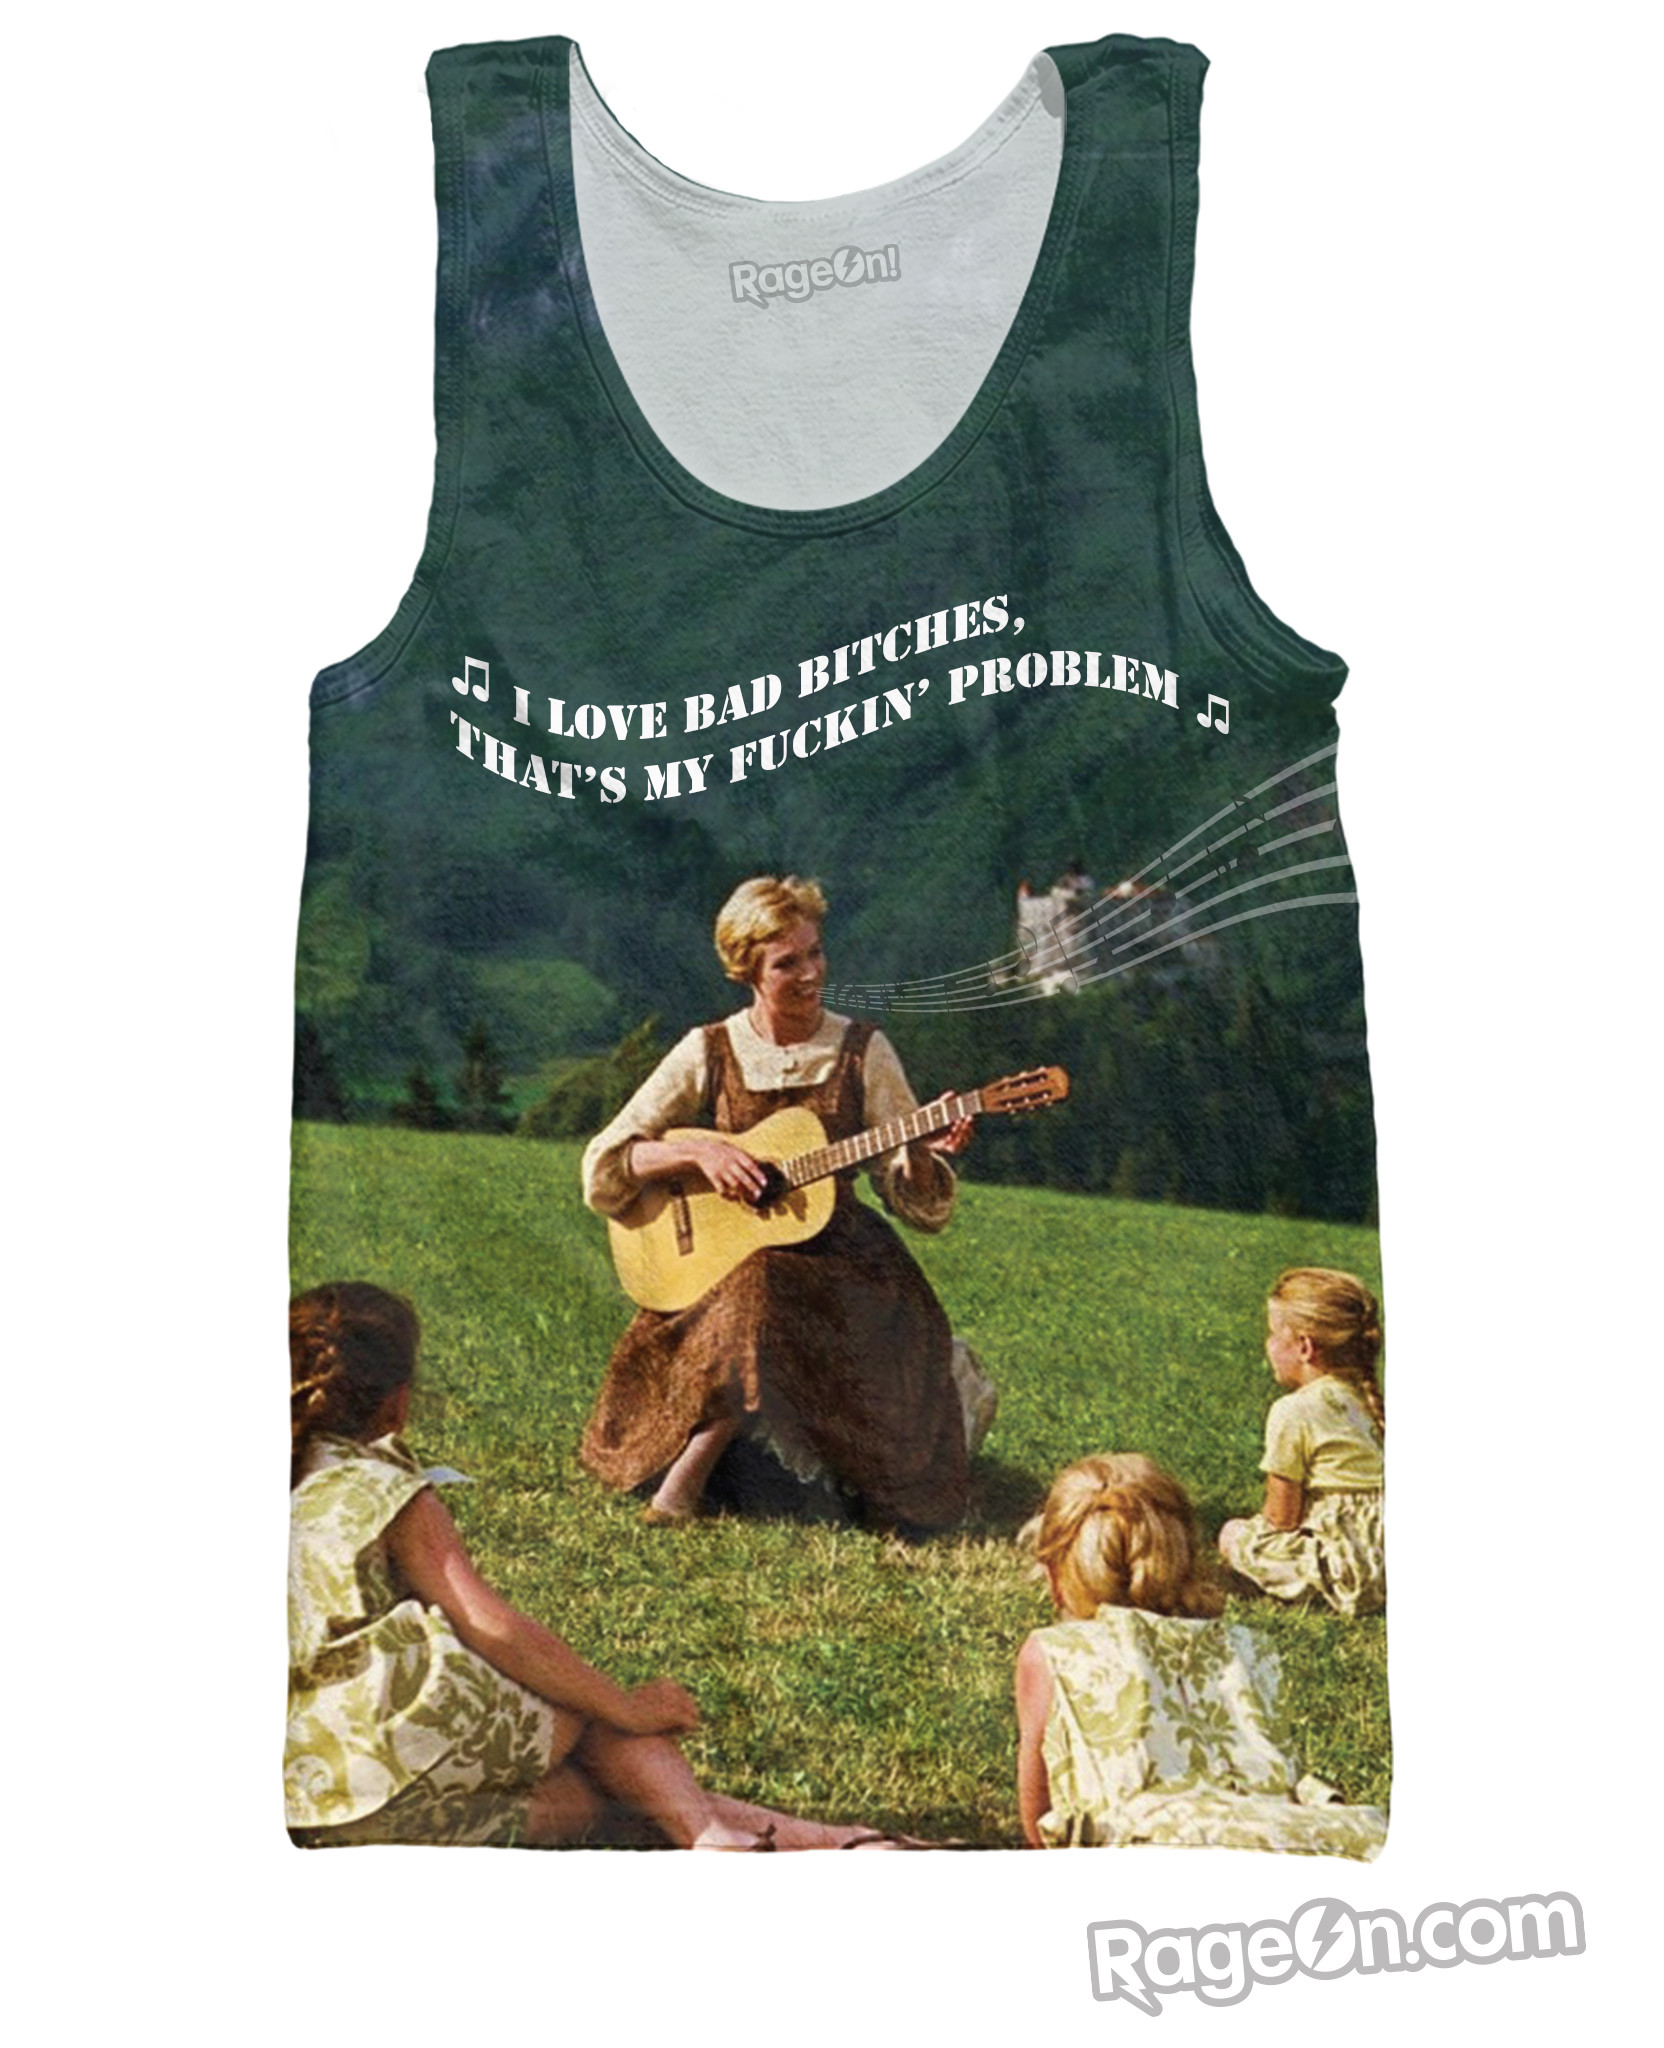 RageOn!
♫ I LOVE BAD BITCHES,
THAT'S MY FUCKIN' PROBLEM ♫
RageOn.com